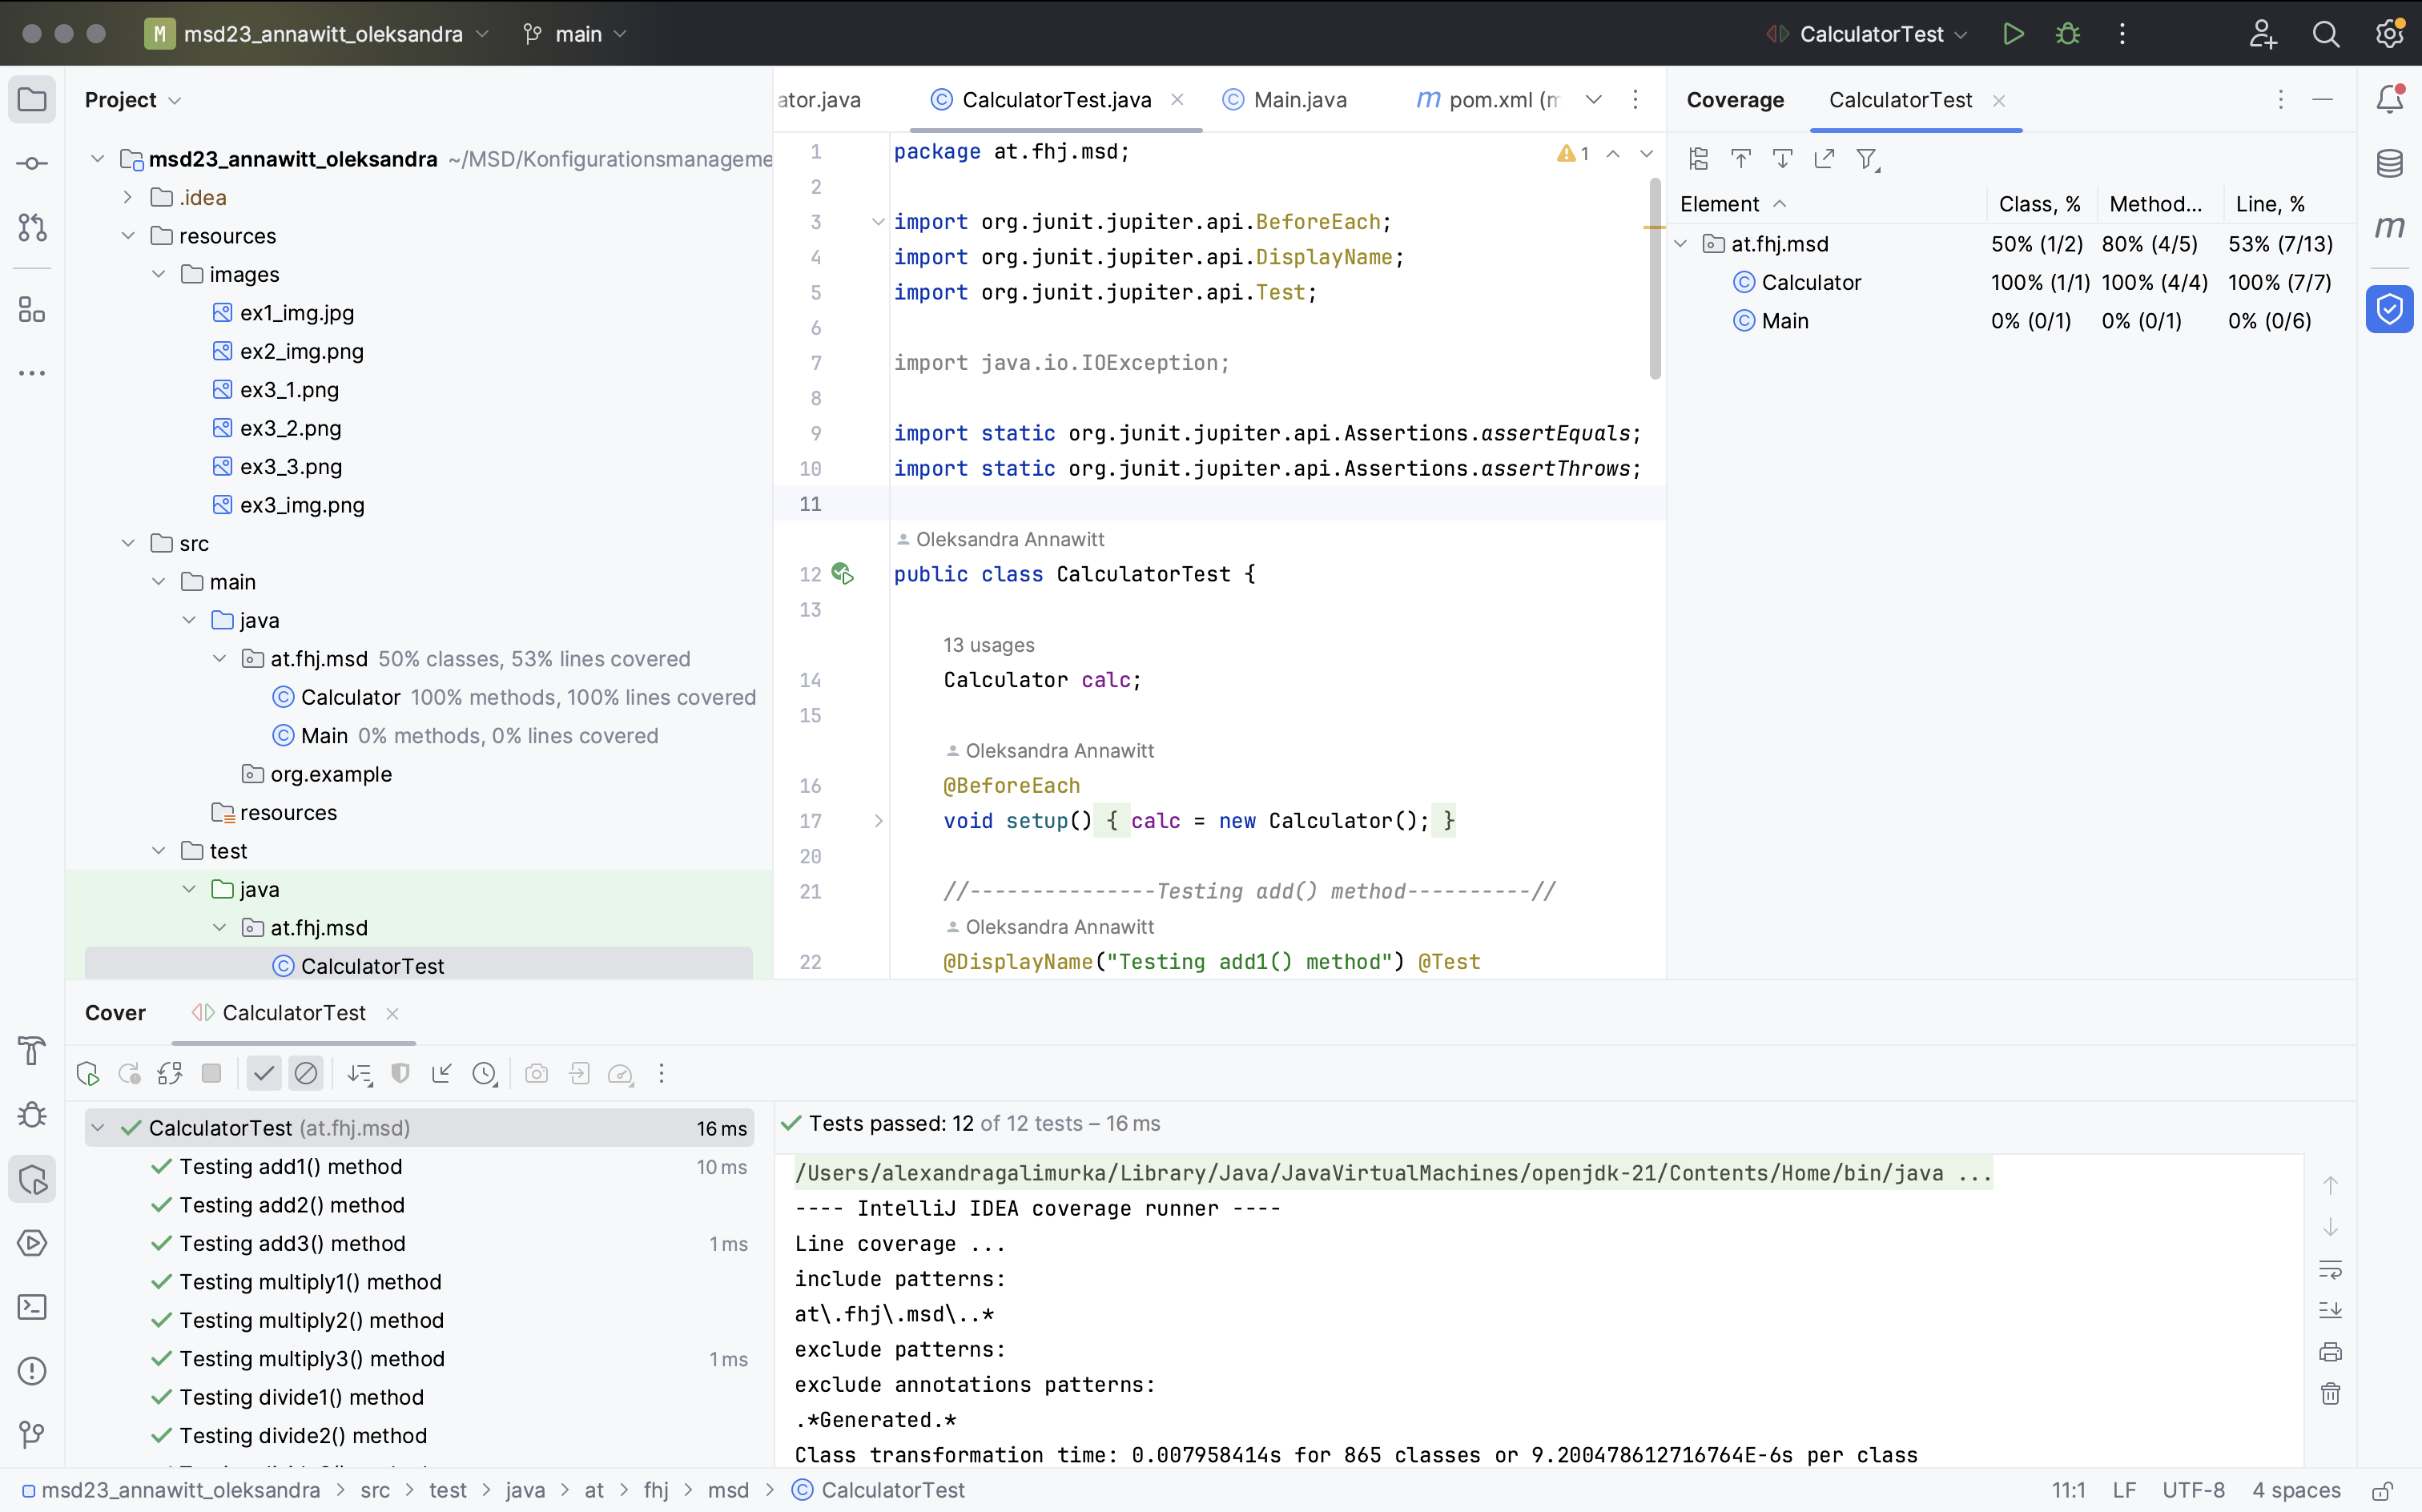 M msd23_annawitt_oleksandra main CalculatorTest
Project
msd23_annawitt_oleksandra ~/MSD/Konfigurationsmanageme
.idea
resources
images
ex1_img.jpg
ex2_img.png
ex3_1.png
ex3_2.png
ex3_3.png
ex3_img.png
src
main
java
at.fhj.msd 50% classes, 53% lines covered
Calculator 100% methods, 100% lines covered
Main 0% methods, 0% lines covered
org.example
resources
test
java
at.fhj.msd
CalculatorTest
ator.java CalculatorTest.java Main.java pom.xml (m
1 package at.fhj.msd;
2
3 import org.junit.jupiter.api.BeforeEach;
4 import org.junit.jupiter.api.DisplayName;
5 import org.junit.jupiter.api.Test;
6
7 import java.io.IOException;
8
9 import static org.junit.jupiter.api.Assertions.assertEquals;
10 import static org.junit.jupiter.api.Assertions.assertThrows;
11
Oleksandra Annawitt
12 public class CalculatorTest {
13
13 usages
14 Calculator calc;
15
Oleksandra Annawitt
16 @BeforeEach
17 void setup() { calc = new Calculator(); }
20
21 //---------------Testing add() method----------//
Oleksandra Annawitt
22 @DisplayName("Testing add1() method") @Test
1
Coverage CalculatorTest
Element Class, % Method... Line, %
at.fhj.msd 50% (1/2) 80% (4/5) 53% (7/13)
Calculator 100% (1/1) 100% (4/4) 100% (7/7)
Main 0% (0/1) 0% (0/1) 0% (0/6)
m
Cover CalculatorTest
CalculatorTest (at.fhj.msd) 16 ms
Testing add1() method 10 ms
Testing add2() method
Testing add3() method 1 ms
Testing multiply1() method
Testing multiply2() method
Testing multiply3() method 1 ms
Testing divide1() method
Testing divide2() method
Tests passed: 12 of 12 tests – 16 ms
/Users/alexandragalimurka/Library/Java/JavaVirtualMachines/openjdk-21/Contents/Home/bin/java ...
---- IntelliJ IDEA coverage runner ----
Line coverage ...
include patterns:
at\.fhj\.msd\..*
exclude patterns:
exclude annotations patterns:
.*Generated.*
Class transformation time: 0.007958414s for 865 classes or 9.200478612716764E-6s per class
msd23_annawitt_oleksandra > src > test > java > at > fhj > msd > CalculatorTest 11:1 LF UTF-8 4 spaces